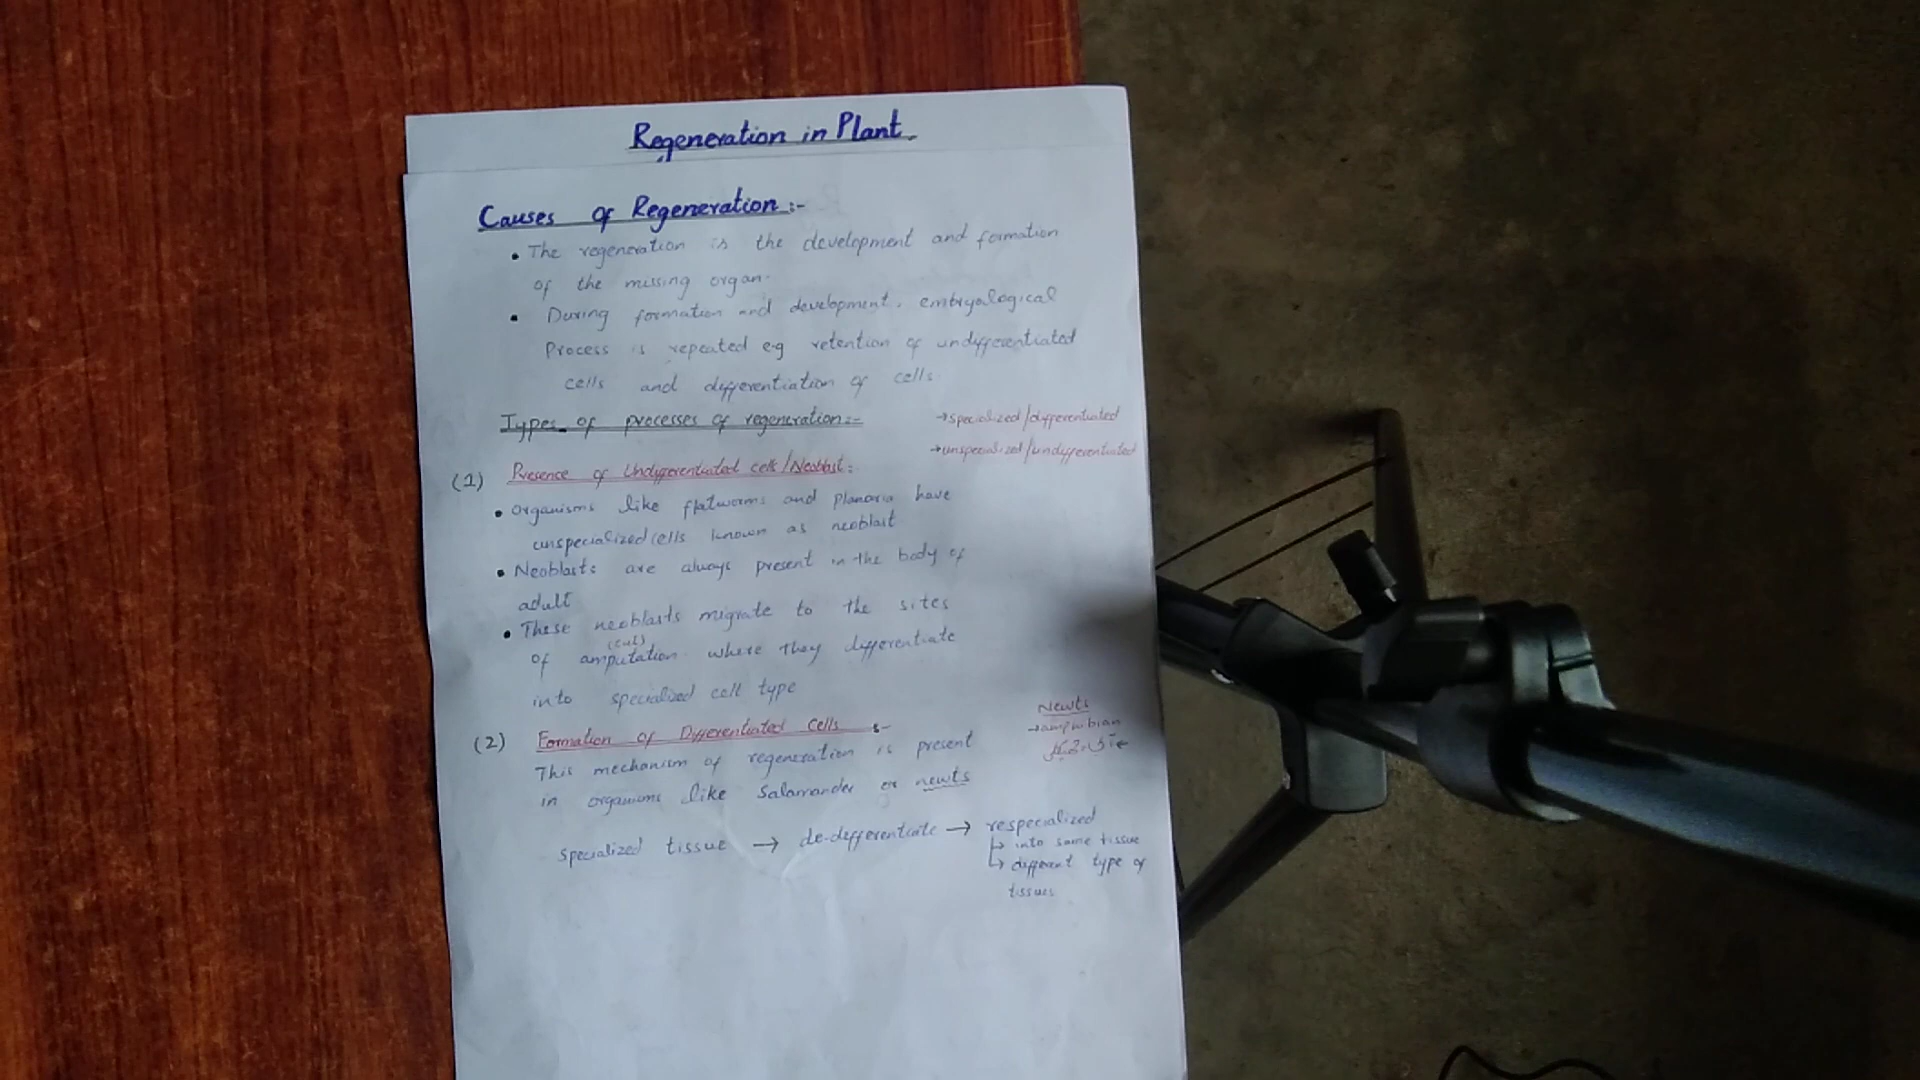 Regeneration in Plant
Causes of Regeneration :-
• The regeneration is the development and formation
of the missing organ.
• During formation and development, embryological
Process is repeated e.g retention of undifferentiated
cells and differentiation of cells
Types of processes of regeneration:-
→ specialized/differentiated
→ unspecialized/undifferentiated
(1) Presence of Undifferentiated cell/Neoblast:
• Organisms like flatworms and planaria have
unspecialized cells known as neoblast
• Neoblasts are always present in the body of
adult
• These neoblasts migrate to the sites
(cut)
of amputation where they differentiate
into specialized cell type
(2) Formation of Differentiated Cells :-
Newts
→ amphibian
This mechanism of regeneration is present
in organisms like Salamander or newts
specialized tissue → de-differentiate → respecialized
↳ into same tissue
↳ different type of
tissues